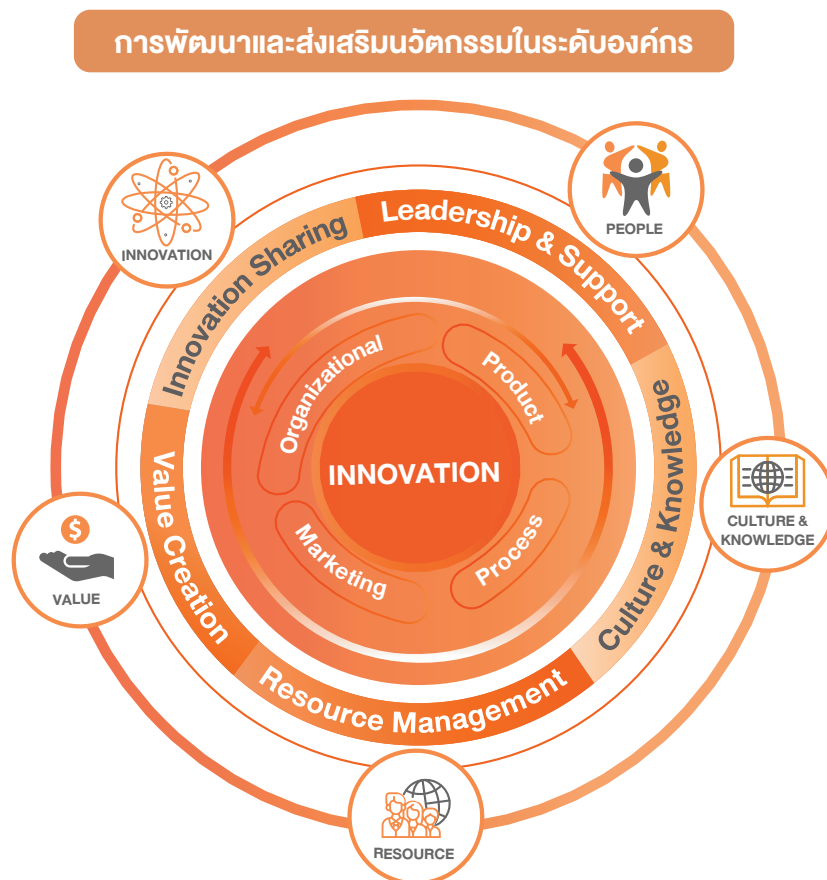 การพัฒนาและส่งเสริมนวัตกรรมในระดับองค์กร
INNOVATION
PEOPLE
CULTURE &
KNOWLEDGE
RESOURCE
VALUE
Innovation Sharing
Leadership & Support
Culture & Knowledge
Resource Management
Value Creation
Organizational
Product
Process
Marketing
INNOVATION
$